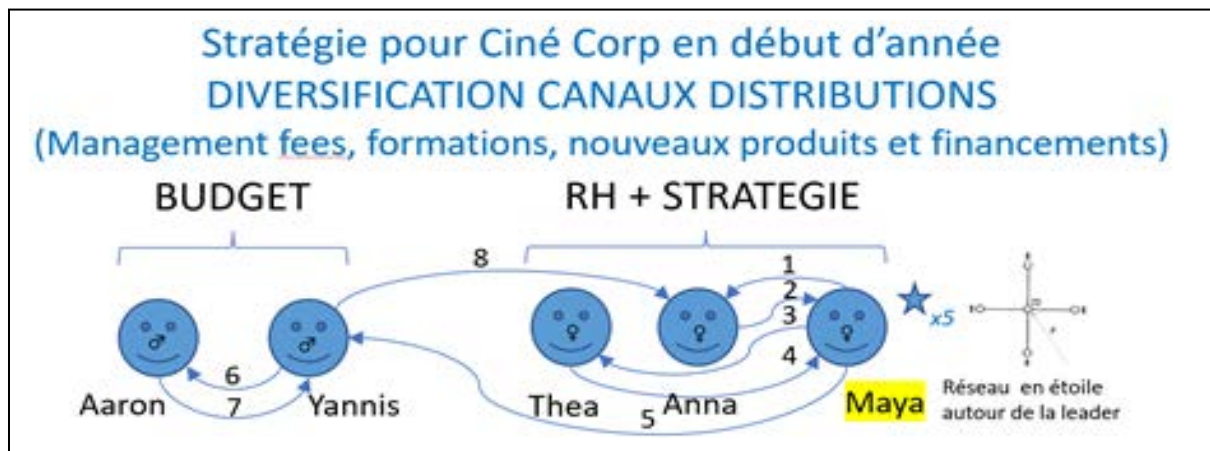 Stratégie pour Ciné Corp en début d'année
DIVERSIFICATION CANAUX DISTRIBUTIONS
(Management fees, formations, nouveaux produits et financements)
BUDGET
RH + STRATEGIE
8
1
2
3
4
x5
6
7
5
Aaron
Yannis
Thea
Anna
Maya
Réseau en étoile
autour de la leader